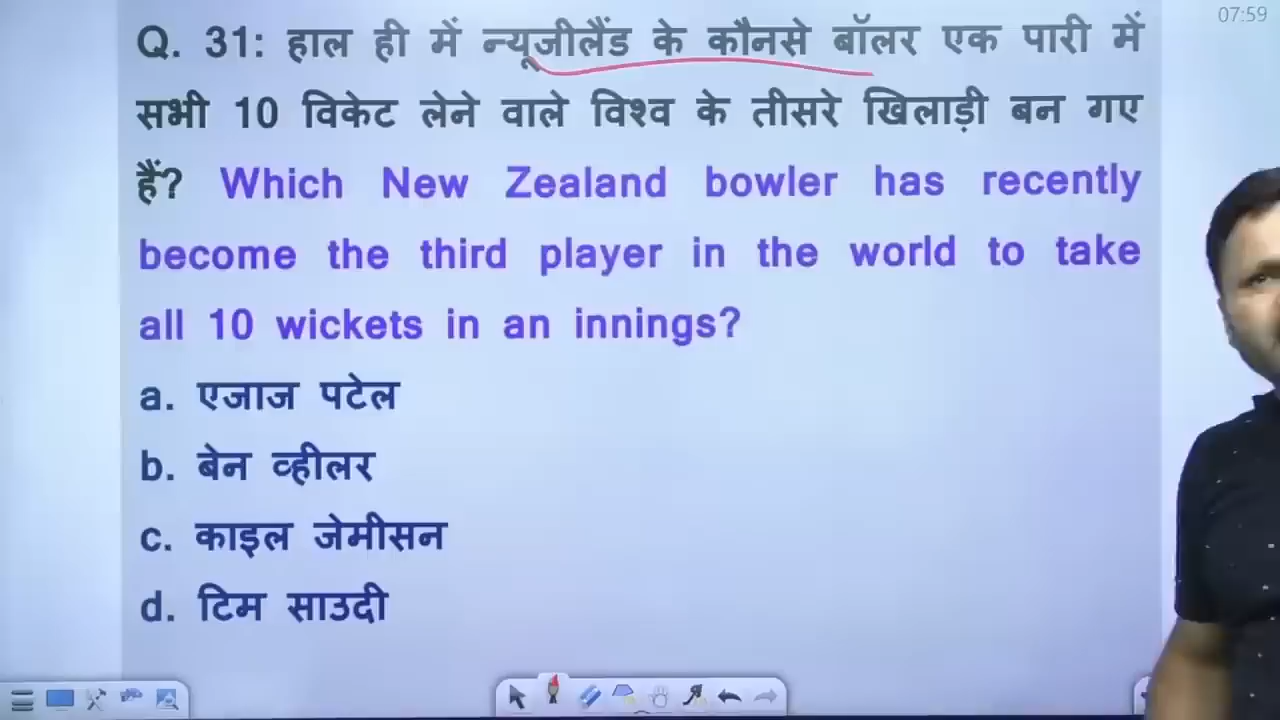 07:59
Q. 31: हाल ही में न्यूजीलैंड के कौनसे बॉलर एक पारी में
सभी 10 विकेट लेने वाले विश्व के तीसरे खिलाड़ी बन गए
हैं? Which New Zealand bowler has recently
become the third player in the world to take
all 10 wickets in an innings?
a. एजाज पटेल
b. बेन व्हीलर
c. काइल जेमीसन
d. टिम साउदी